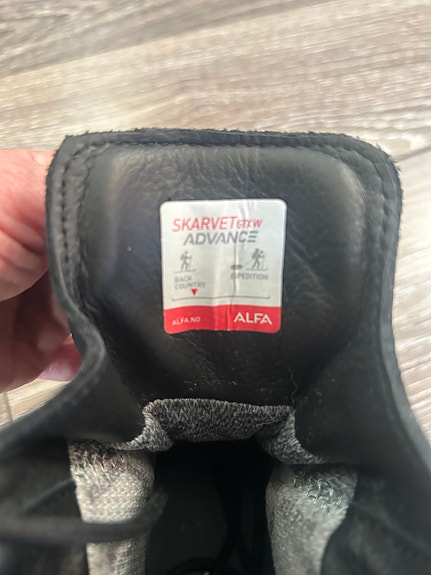 SKARVET GTX W
ADVANCE
BACK
COUNTRY
EXPEDITION
ALFA.NO
ALFA